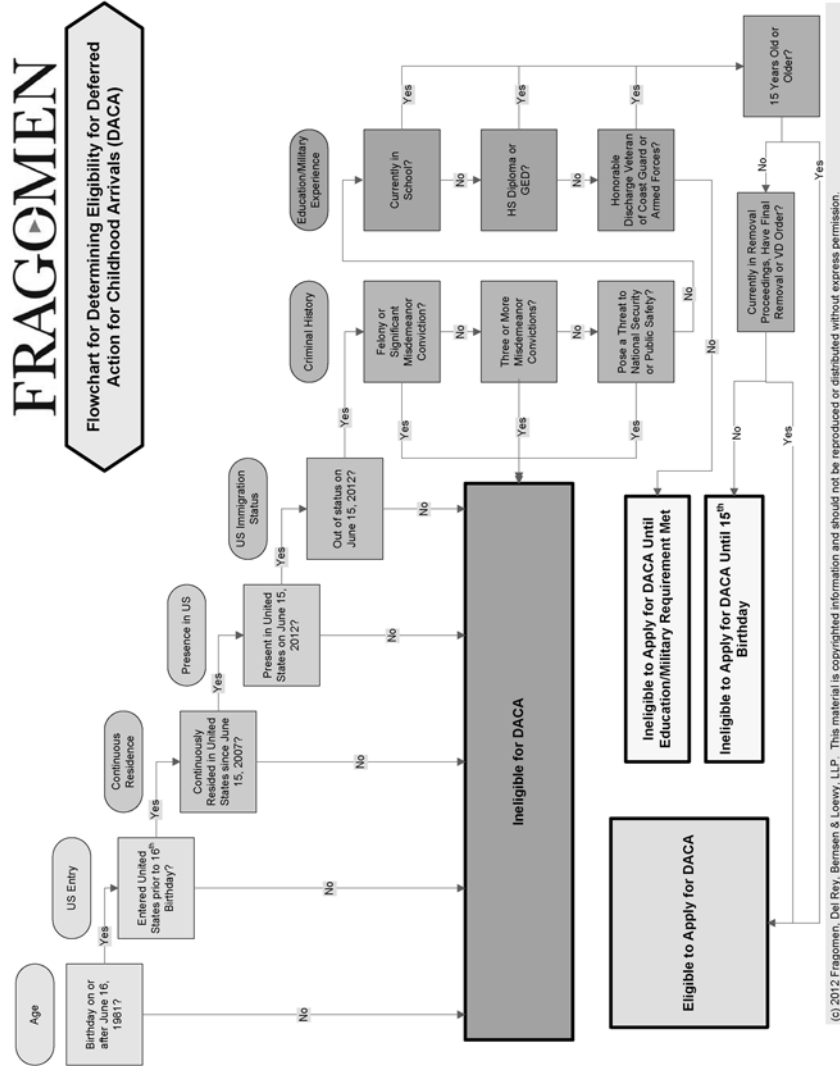 FRAGOMEN
Flowchart for Determining Eligibility for Deferred
Action for Childhood Arrivals (DACA)
Age
Birthday on or
after June 16,
1981?
Yes
No
US Entry
Entered United
States prior to 16th
Birthday?
Yes
No
Continuous
Residence
Continuously
Resided in United
States since June
15, 2007?
Yes
No
Presence in US
Present in United
States on June 15,
2012?
Yes
No
US Immigration
Status
Out of status on
June 15, 2012?
Yes
No
Criminal History
Felony or
Significant
Misdemeanor
Conviction?
Yes
No
Three or More
Misdemeanor
Convictions?
Yes
No
Pose a Threat to
National Security
or Public Safety?
Yes
No
Education/Military
Experience
Currently in
School?
Yes
No
HS Diploma or
GED?
Yes
No
Honorable
Discharge Veteran
of Coast Guard or
Armed Forces?
Yes
No
15 Years Old or
Older?
No
Yes
Currently in Removal
Proceedings, Have Final
Removal or VD Order?
No
Yes
Ineligible for DACA
Ineligible to Apply for DACA Until
Education/Military Requirement Met
Ineligible to Apply for DACA Until 15th
Birthday
Eligible to Apply for DACA
(c) 2012 Fragomen, Del Rey, Bernsen & Loewy, LLP. This material is copyrighted information and should not be reproduced or distributed without express permission.